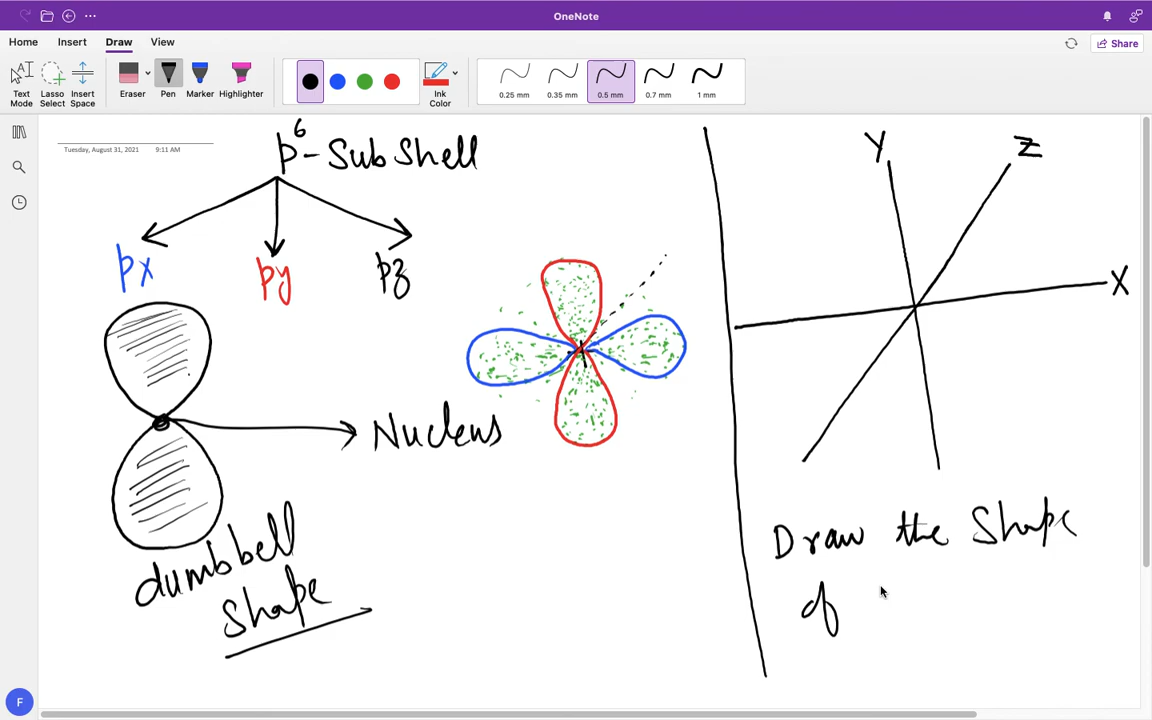 OneNote
Home Insert Draw View
Share
Text Mode
Lasso Select
Insert Space
Eraser
Pen
Marker
Highlighter
Ink Color
0.25 mm
0.35 mm
0.5 mm
0.7 mm
1 mm
Tuesday, August 31, 2021 9:11 AM
p⁶-SubShell
px py pz
Nucleus
dumbbell
Shape
Y
Z
X
Draw the Shape
of
F